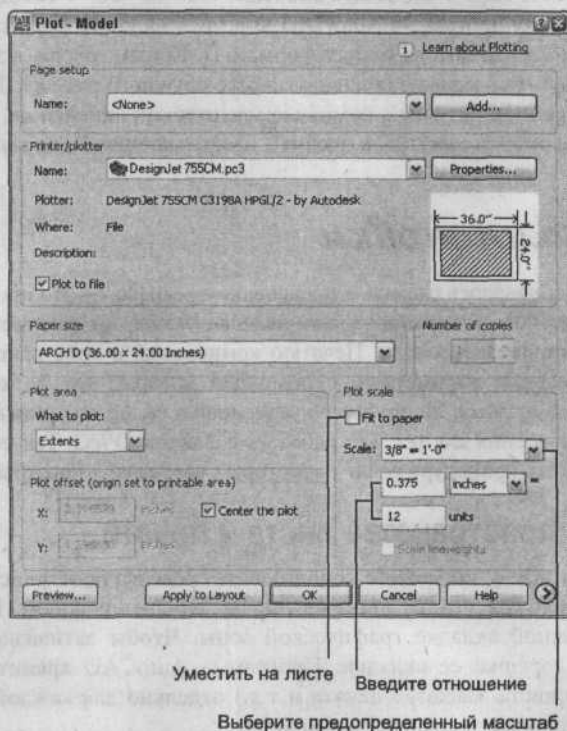 Plot - Model
Learn about Plotting
Page setup
Name: <None> Add...
Printer/plotter
Name: DesignJet 755CM.pc3 Properties...
Plotter: DesignJet 755CM C3198A HPGL/2 - by Autodesk
Where: File
Description:
Plot to file
36.0"
24.0"
Paper size
ARCH D (36.00 x 24.00 Inches)
Number of copies
Plot area
What to plot:
Extents
Plot scale
Fit to paper
Scale: 3/8" = 1'-0"
0.375 inches =
12 units
Scale lineweights
Plot offset (origin set to printable area)
X: inches Center the plot
Y: inches
Preview... Apply to Layout OK Cancel Help
Уместить на листе
Введите отношение
Выберите предопределенный масштаб